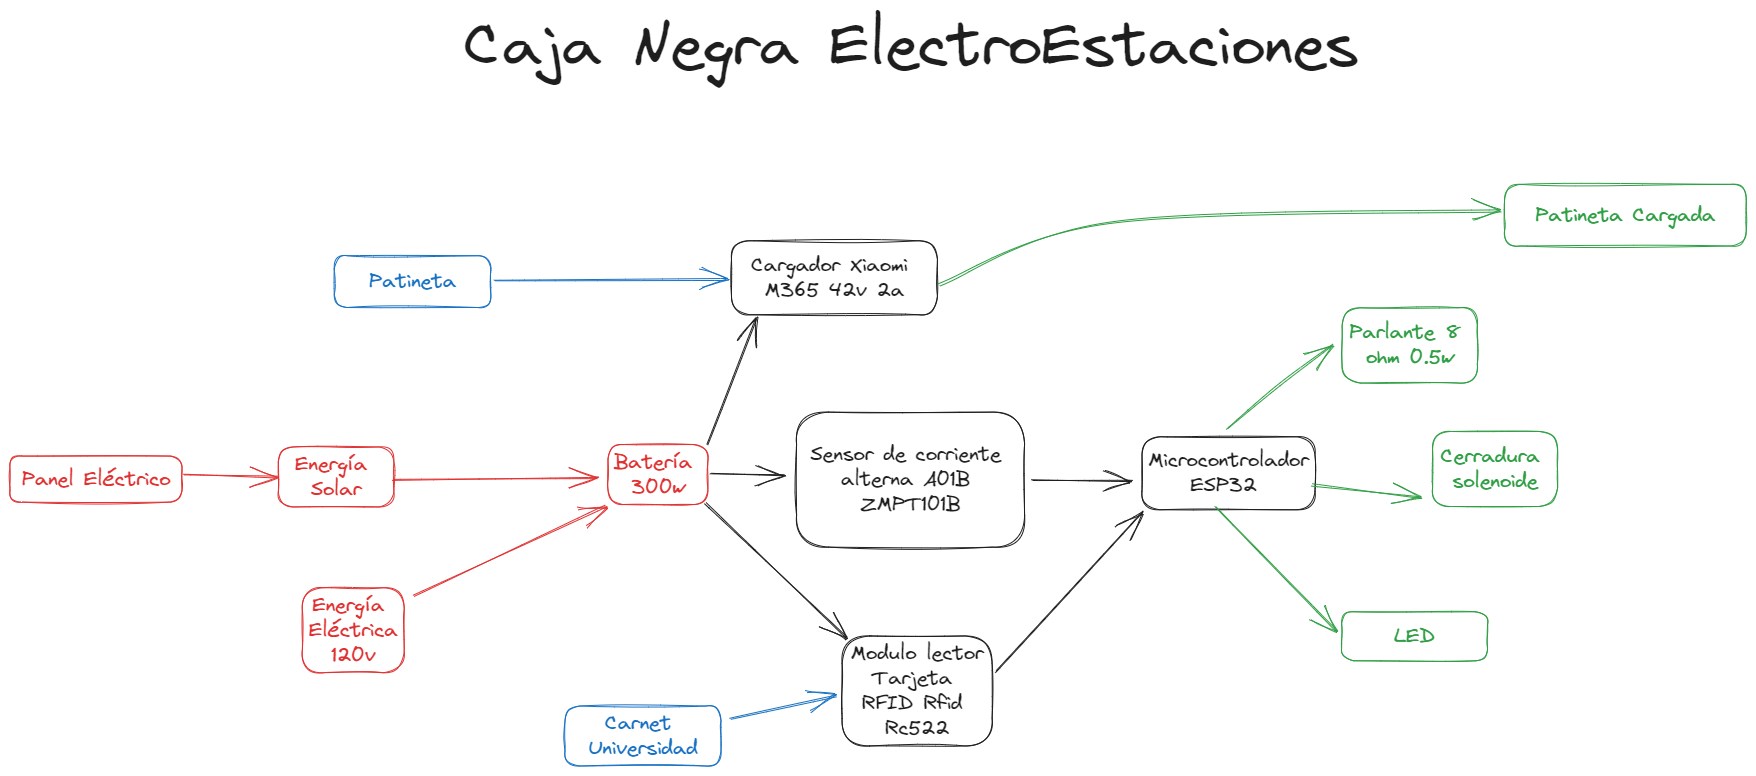 Caja Negra ElectroEstaciones
Patineta Cargada
Patineta
Cargador Xiaomi
M365 42v 2a
Parlante 8
ohm 0.5w
Panel Eléctrico
Energía
Solar
Batería
300w
Sensor de corriente
alterna A01B
ZMPT101B
Microcontrolador
ESP32
Cerradura
solenoide
Energía
Eléctrica
120v
LED
Modulo lector
Tarjeta
RFID Rfid
Rc522
Carnet
Universidad